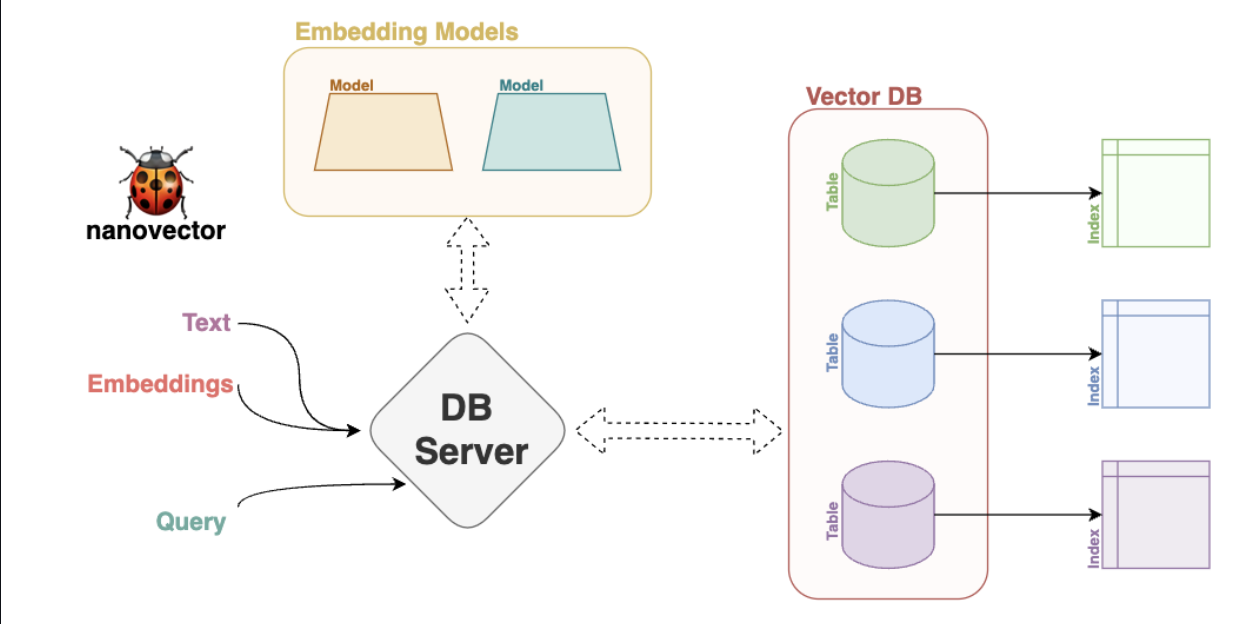 Embedding Models
Model
Model
nanovector
Text
Embeddings
Query
DB
Server
Vector DB
Table
Index
Table
Index
Table
Index